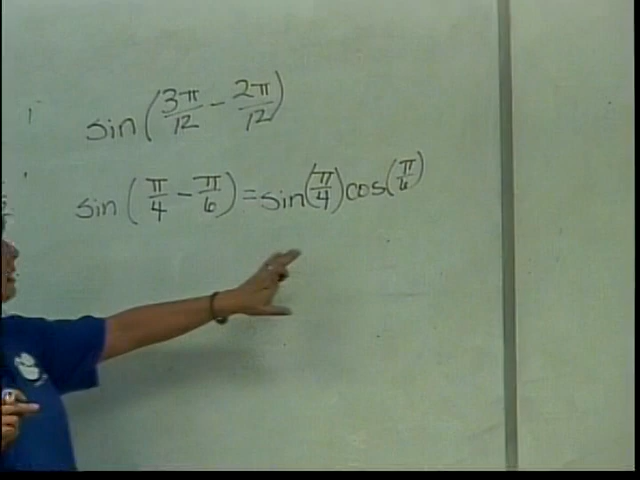 sin(3π/12 - 2π/12)
sin(π/4 - π/6) = sin(π/4)cos(π/6)